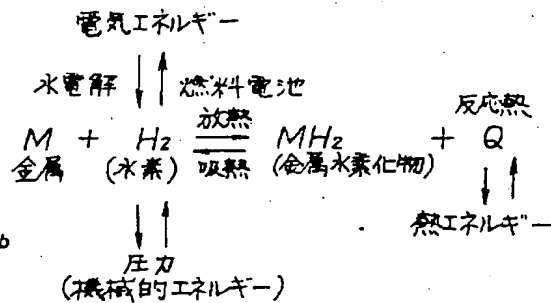 電気エネルギー
水電解 ↓ ↑ 燃料電池
放熱 反応熱
M + H2 ⇄ MH2 + Q
金属 (水素) 吸熱 (金属水素化物)
↓ ↑ ↓ ↑
熱エネルギー
圧力
(機械的エネルギー)